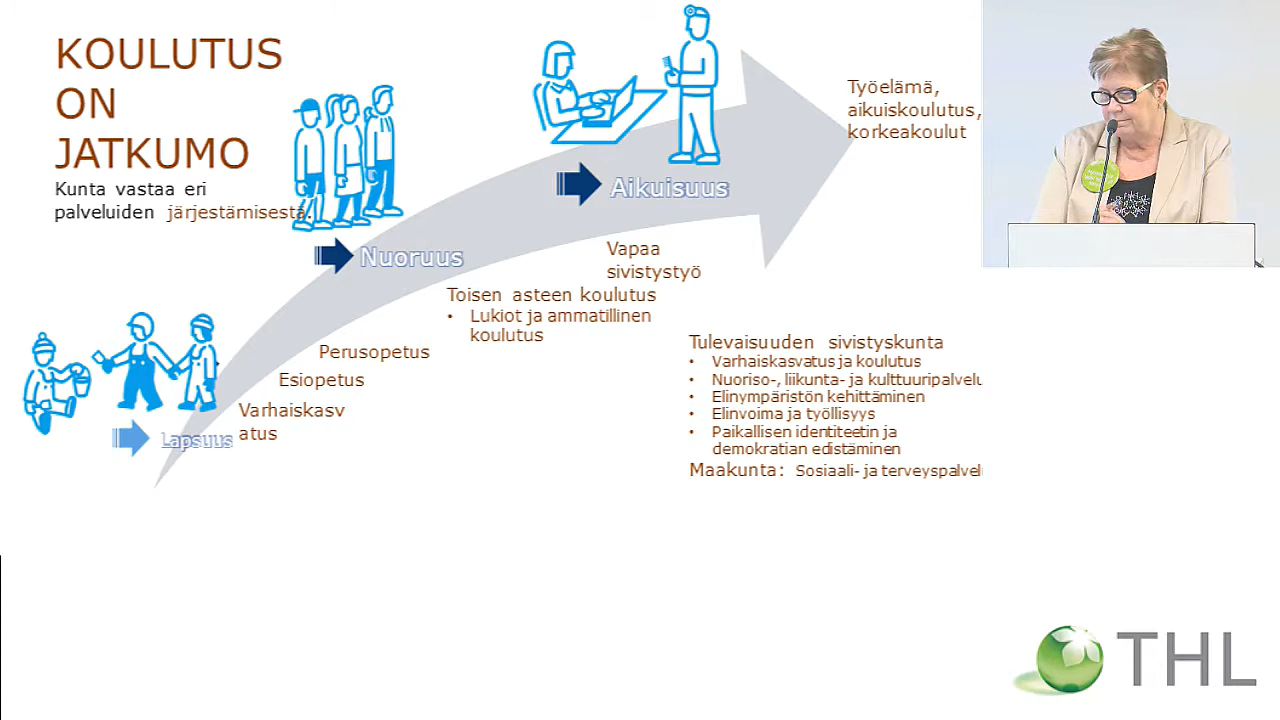 KOULUTUS
ON
JATKUMO
Kunta vastaa eri
palveluiden järjestämisestä.
Työelämä,
aikuiskoulutus,
korkeakoulut
Aikuisuus
Nuoruus
Vapaa
sivistystyö
Toisen asteen koulutus
• Lukiot ja ammatillinen
koulutus
Perusopetus
Esiopetus
Varhaiskasv
atus
Lapsuus
Tulevaisuuden sivistyskunta
• Varhaiskasvatus ja koulutus
• Nuoriso-, liikunta- ja kulttuuripalvelu
• Elinympäristön kehittäminen
• Elinvoima ja työllisyys
• Paikallisen identiteetin ja
demokratian edistäminen
Maakunta: Sosiaali- ja terveyspalvelu
THL